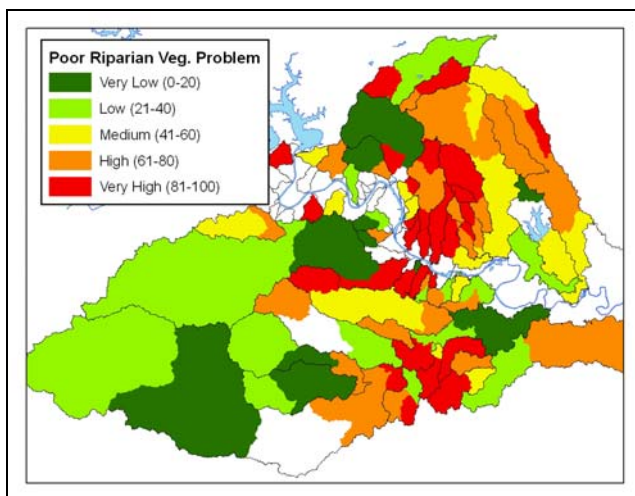 Poor Riparian Veg. Problem
Very Low (0-20)
Low (21-40)
Medium (41-60)
High (61-80)
Very High (81-100)